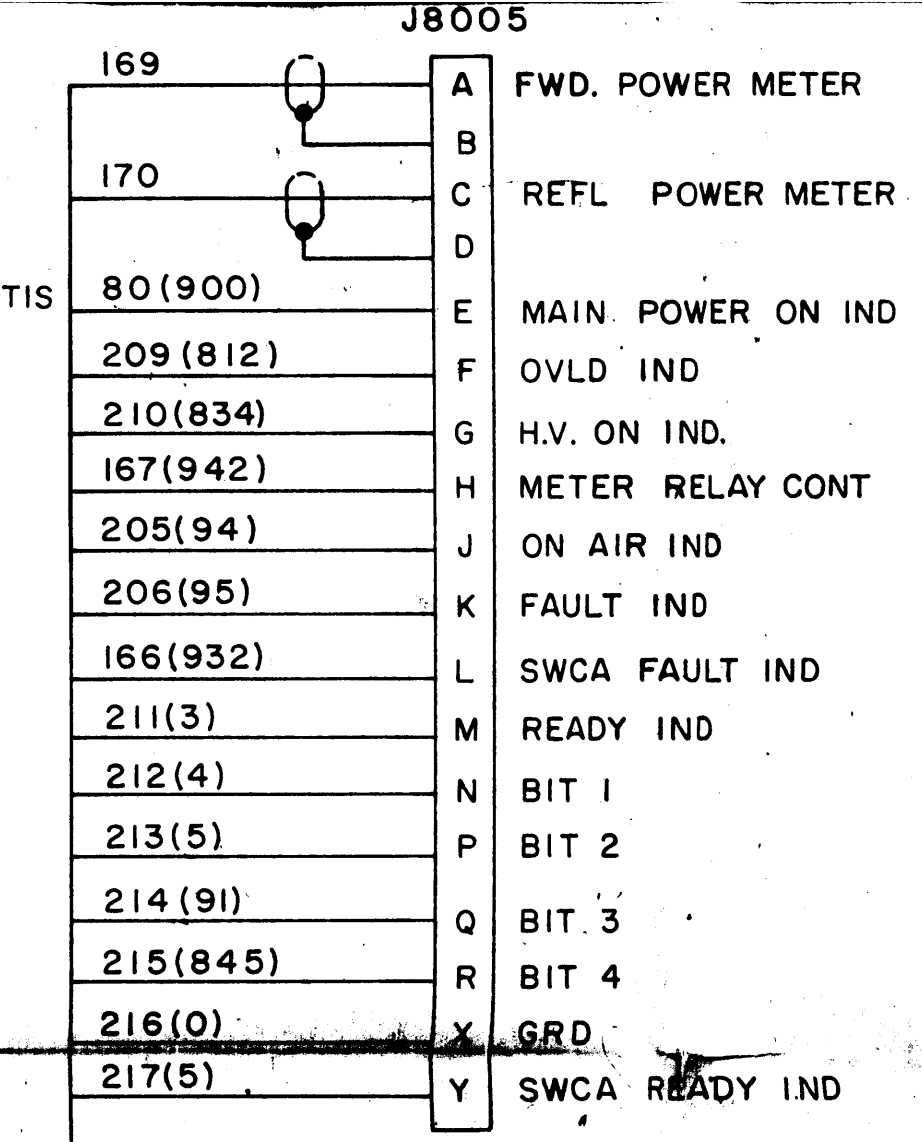 J8005
169
A FWD. POWER METER
B
170
C REFL POWER METER
D
TIS
80(900)
E MAIN POWER ON IND
209(812)
F OVLD IND
210(834)
G H.V. ON IND.
167(942)
H METER RELAY CONT
205(94)
J ON AIR IND
206(95)
K FAULT IND
166(932)
L SWCA FAULT IND
211(3)
M READY IND
212(4)
N BIT 1
213(5)
P BIT 2
214(91)
Q BIT 3
215(845)
R BIT 4
216(0)
X GRD
217(5)
Y SWCA READY IND